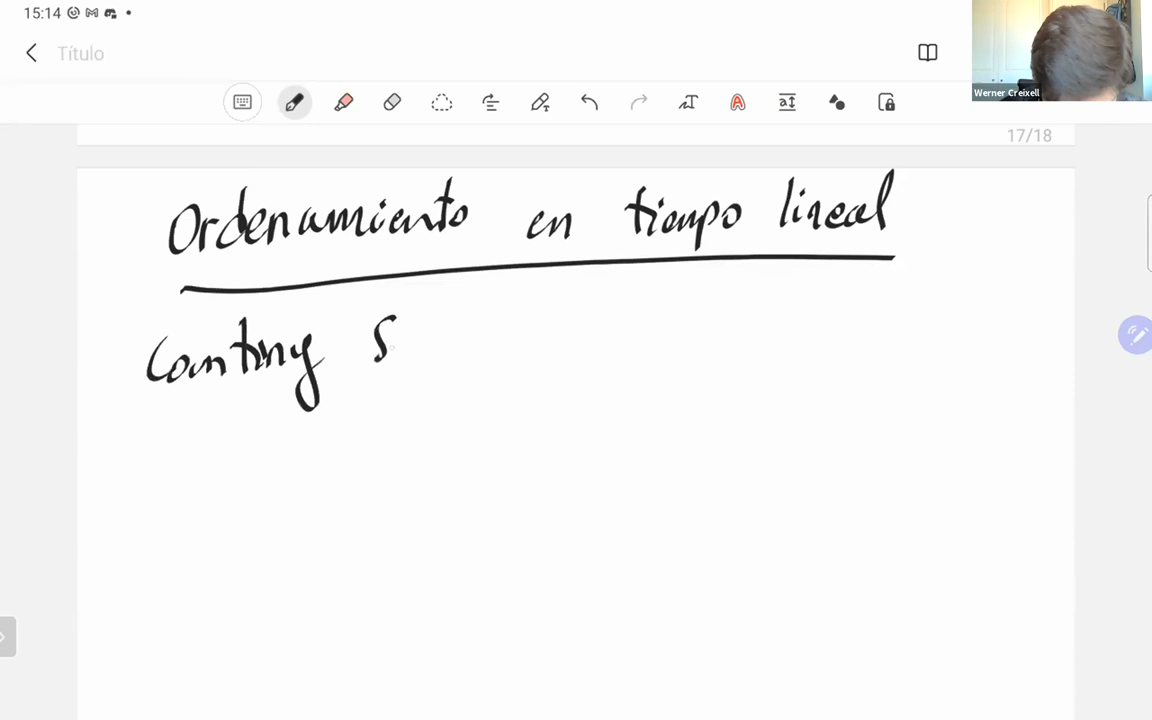 15:14
Título
Werner Creixell
17/18
Ordenamiento en tiempo lineal
Counting S